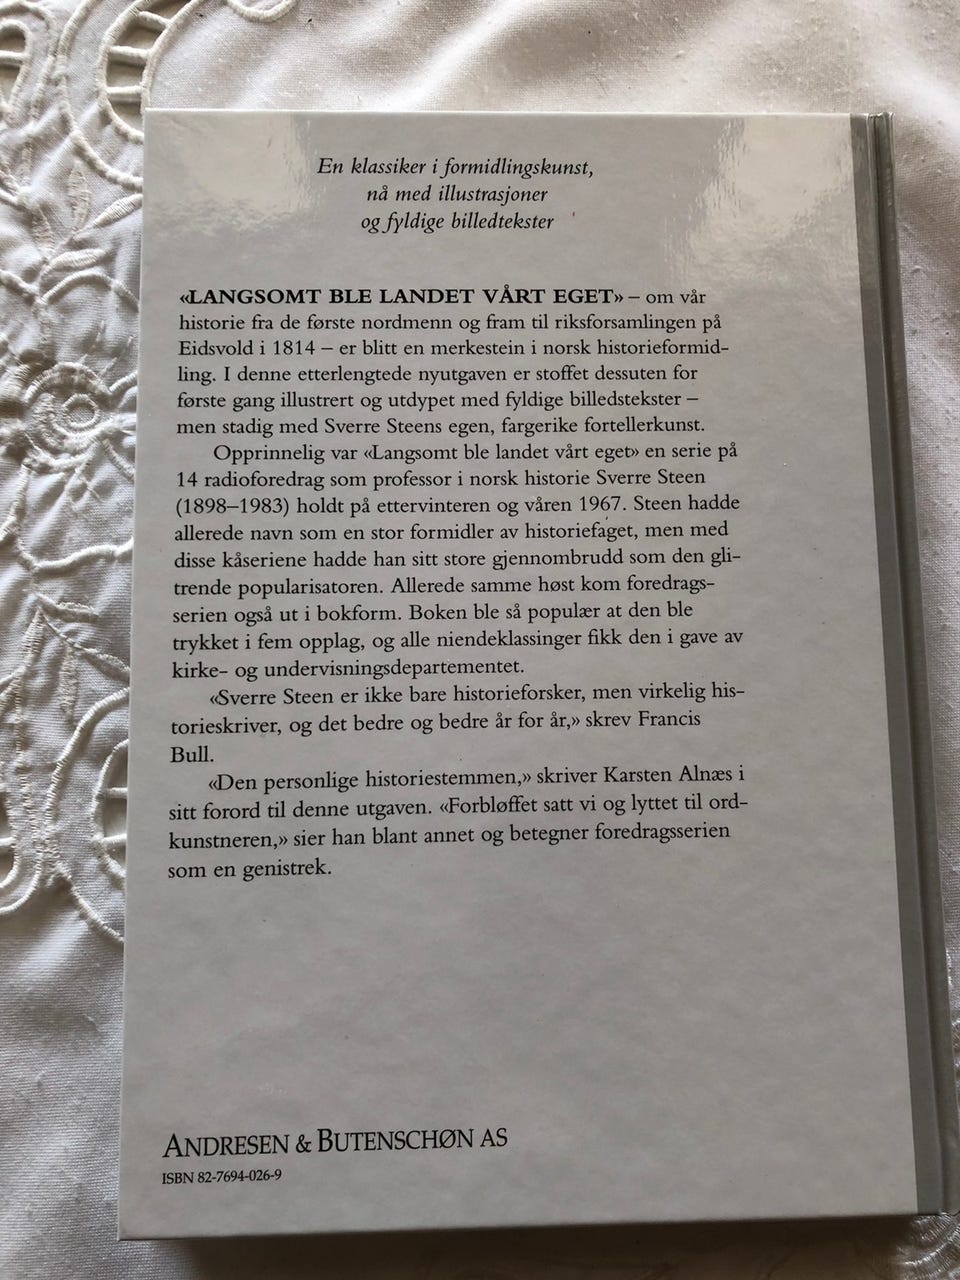 En klassiker i formidlingskunst,
nå med illustrasjoner
og fyldige billedtekster
«LANGSOMT BLE LANDET VÅRT EGET» – om vår
historie fra de første nordmenn og fram til riksforsamlingen på
Eidsvold i 1814 – er blitt en merkestein i norsk historieformid-
ling. I denne etterlengtede nyutgaven er stoffet dessuten for
første gang illustrert og utdypet med fyldige billedstekster –
men stadig med Sverre Steens egen, fargerike fortellerkunst.
Opprinnelig var «Langsomt ble landet vårt eget» en serie på
14 radioforedrag som professor i norsk historie Sverre Steen
(1898–1983) holdt på ettervinteren og våren 1967. Steen hadde
allerede navn som en stor formidler av historiefaget, men med
disse kåseriene hadde han sitt store gjennombrudd som den gli-
trende popularisatoren. Allerede samme høst kom foredrags-
serien også ut i bokform. Boken ble så populær at den ble
trykket i fem opplag, og alle niendeklassinger fikk den i gave av
kirke- og undervisningsdepartementet.
«Sverre Steen er ikke bare historieforsker, men virkelig his-
torieskriver, og det bedre og bedre år for år,» skrev Francis
Bull.
«Den personlige historiestemmen,» skriver Karsten Alnæs i
sitt forord til denne utgaven. «Forbløffet satt vi og lyttet til ord-
kunstneren,» sier han blant annet og betegner foredragsserien
som en genistrek.
ANDRESEN & BUTENSCHØN AS
ISBN 82-7694-026-9